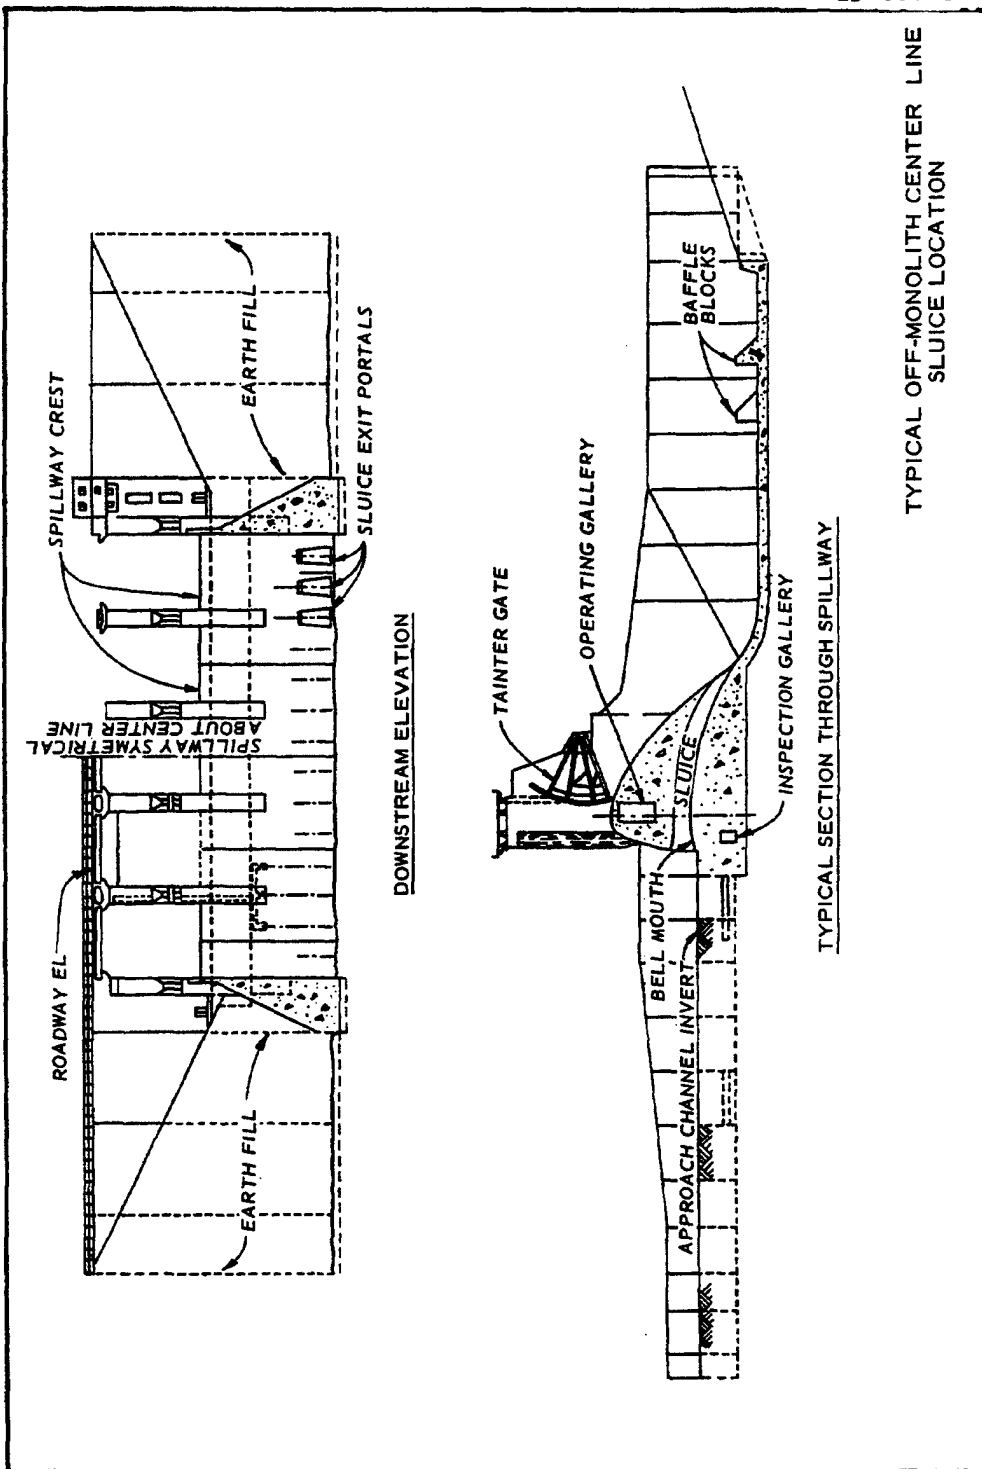 ROADWAY EL
SPILLWAY SYMETRICAL
ABOUT CENTER LINE
SPILLWAY CREST
EARTH FILL
EARTH FILL
SLUICE EXIT PORTALS
DOWNSTREAM ELEVATION
TAINTER GATE
OPERATING GALLERY
BAFFLE
BLOCKS
BELL MOUTH
SLUICE
APPROACH CHANNEL INVERT
INSPECTION GALLERY
TYPICAL SECTION THROUGH SPILLWAY
TYPICAL OFF-MONOLITH CENTER LINE
SLUICE LOCATION